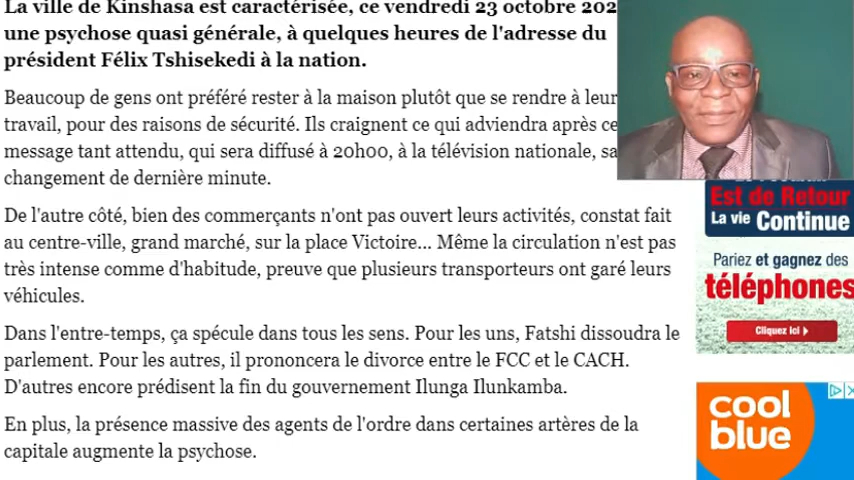 La ville de Kinshasa est caractérisée, ce vendredi 23 octobre 202
une psychose quasi générale, à quelques heures de l'adresse du
président Félix Tshisekedi à la nation.
Beaucoup de gens ont préféré rester à la maison plutôt que se rendre à leur
travail, pour des raisons de sécurité. Ils craignent ce qui adviendra après ce
message tant attendu, qui sera diffusé à 20h00, à la télévision nationale, sa
changement de dernière minute.
De l'autre côté, bien des commerçants n'ont pas ouvert leurs activités, constat fait
au centre-ville, grand marché, sur la place Victoire... Même la circulation n'est pas
très intense comme d'habitude, preuve que plusieurs transporteurs ont garé leurs
véhicules.
Dans l'entre-temps, ça spécule dans tous les sens. Pour les uns, Fatshi dissoudra le
parlement. Pour les autres, il prononcera le divorce entre le FCC et le CACH.
D'autres encore prédisent la fin du gouvernement Ilunga Ilunkamba.
En plus, la présence massive des agents de l'ordre dans certaines artères de la
capitale augmente la psychose.
Est de Retour
La vie Continue
Pariez et gagnez des
téléphones
Cliquez Ici
cool
blue